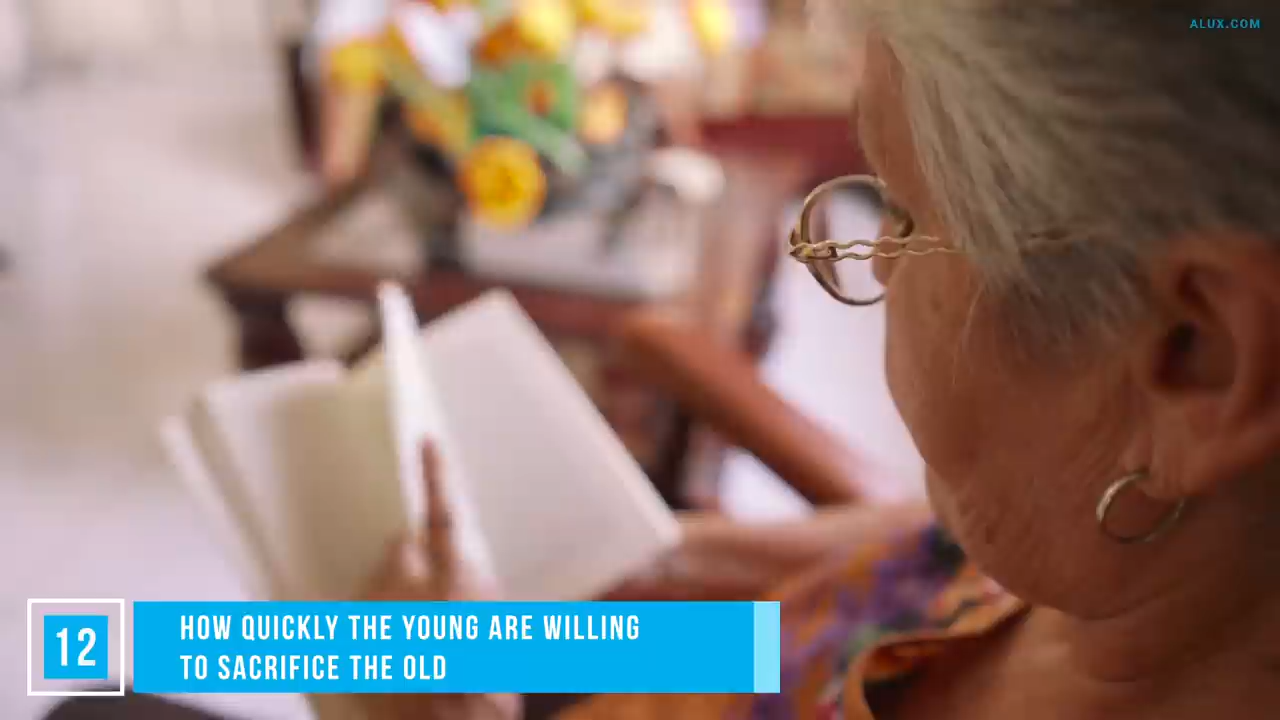 ALUX.COM
12
HOW QUICKLY THE YOUNG ARE WILLING
TO SACRIFICE THE OLD